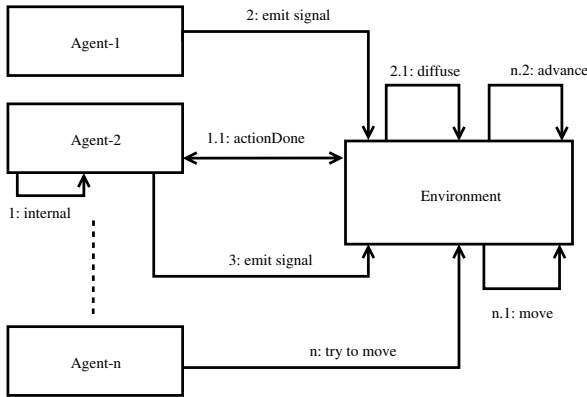 2: emit signal
Agent-1
2.1: diffuse
n.2: advance
Agent-2
1.1: actionDone
Environment
1: internal
3: emit signal
n.1: move
n: try to move
Agent-n